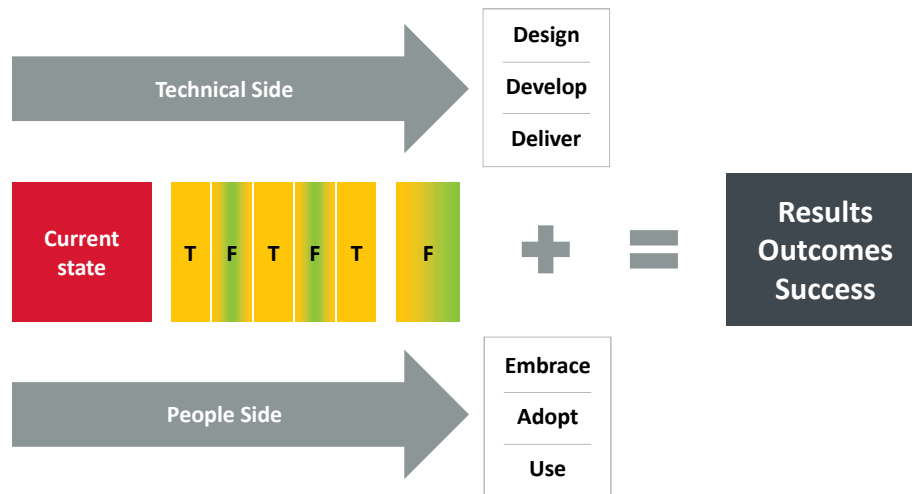 Technical Side
Design
Develop
Deliver
Current
state
T F T F T F
Results
Outcomes
Success
People Side
Embrace
Adopt
Use